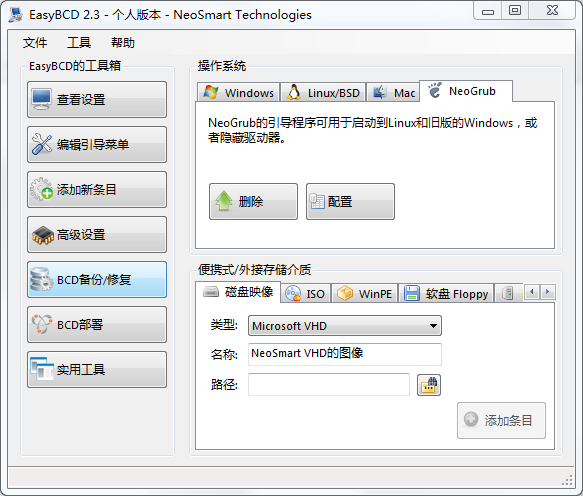 EasyBCD 2.3 - 个人版本 - NeoSmart Technologies
文件 工具 帮助
EasyBCD的工具箱
查看设置
编辑引导菜单
添加新条目
高级设置
BCD备份/修复
BCD部署
实用工具
操作系统
Windows Linux/BSD Mac NeoGrub
NeoGrub的引导程序可用于启动到Linux和旧版的Windows，或
者隐藏驱动器。
删除 配置
便携式/外接存储介质
磁盘映像 ISO WinPE 软盘 Floppy
类型: Microsoft VHD
名称: NeoSmart VHD的图像
路径:
添加条目